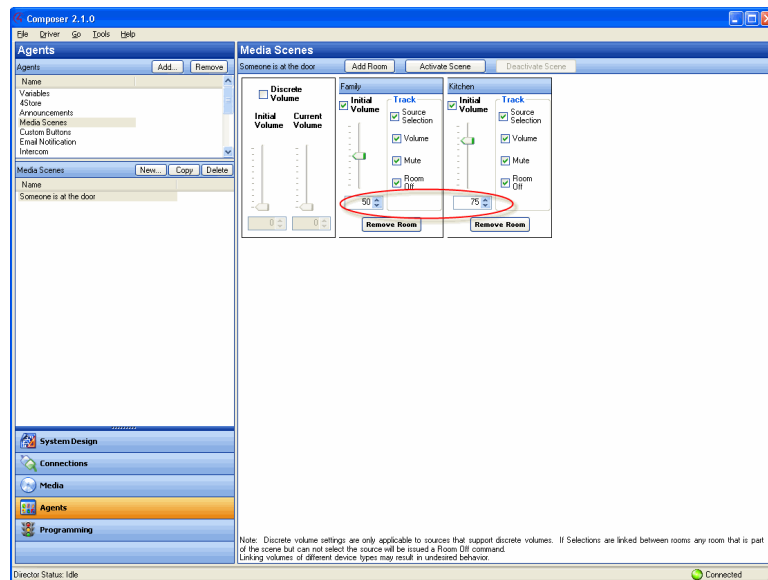 Composer 2.1.0
File Driver Go Tools Help
Agents
Agents Add... Remove
Name
Variables
4Store
Announcements
Media Scenes
Custom Buttons
Email Notification
Intercom
Media Scenes New... Copy Delete
Name
Someone is at the door
System Design
Connections
Media
Agents
Programming
Media Scenes
Someone is at the door Add Room Activate Scene Deactivate Scene
Discrete
Volume
Initial Current
Volume Volume
0 0
Family
Initial
Volume
Track
Source
Selection
Volume
Mute
Room
Off
50
Remove Room
Kitchen
Initial
Volume
Track
Source
Selection
Volume
Mute
Room
Off
75
Remove Room
Note: Discrete volume settings are only applicable to sources that support discrete volumes. If Selections are linked between rooms any room that is part
of the scene but can not select the source will be issued a Room Off command.
Linking volumes of different device types may result in undesired behavior.
Director Status: Idle Connected